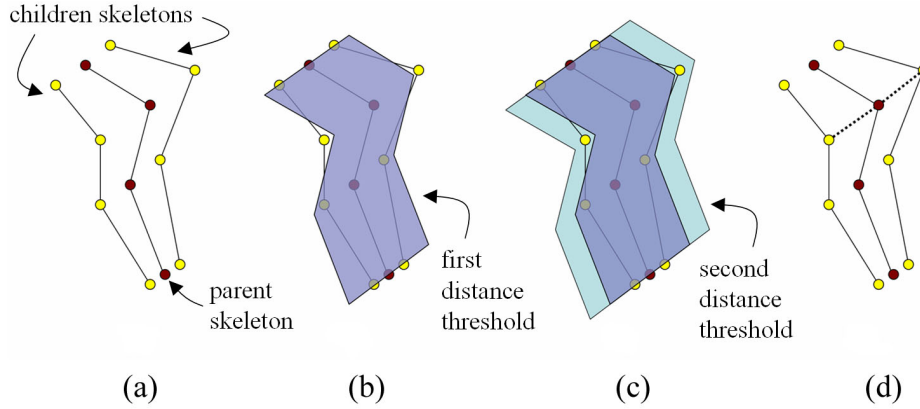 children skeletons
parent
skeleton
first
distance
threshold
second
distance
threshold
(a)
(b)
(c)
(d)